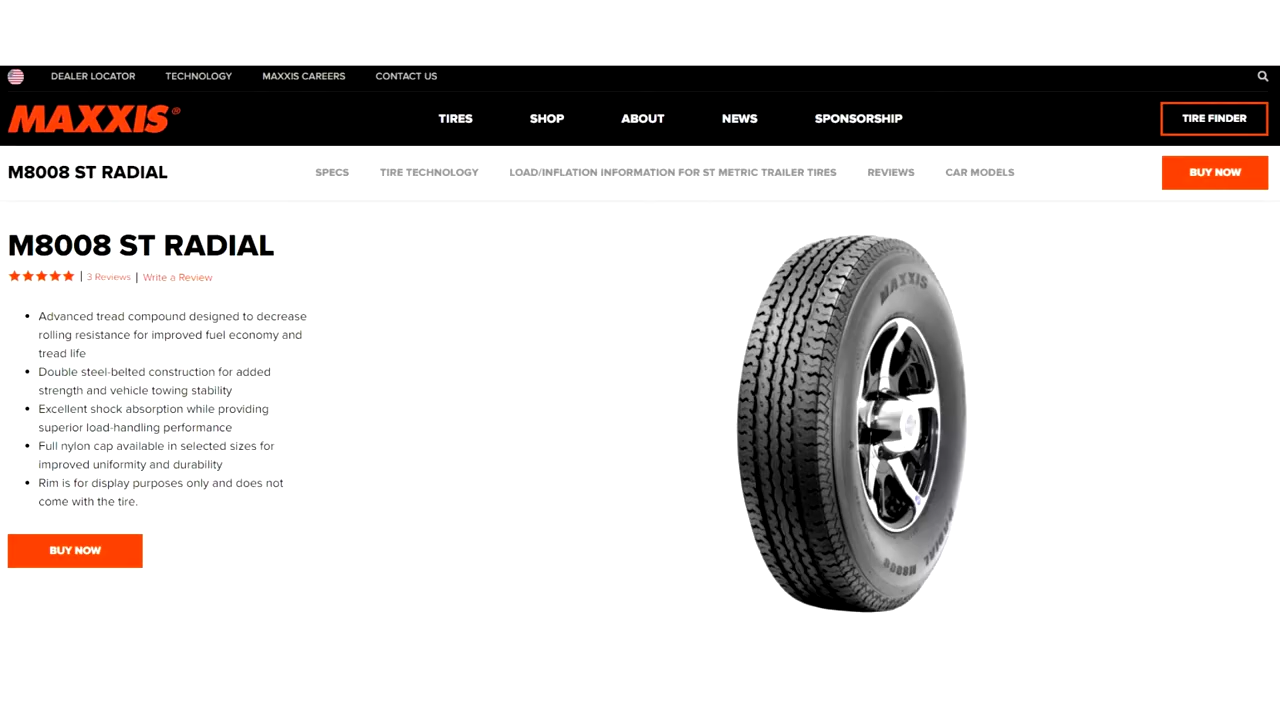 DEALER LOCATOR TECHNOLOGY MAXXIS CAREERS CONTACT US
MAXXIS®
TIRES SHOP ABOUT NEWS SPONSORSHIP TIRE FINDER
M8008 ST RADIAL SPECS TIRE TECHNOLOGY LOAD/INFLATION INFORMATION FOR ST METRIC TRAILER TIRES REVIEWS CAR MODELS BUY NOW
M8008 ST RADIAL
3 Reviews | Write a Review
• Advanced tread compound designed to decrease
rolling resistance for improved fuel economy and
tread life
• Double steel-belted construction for added
strength and vehicle towing stability
• Excellent shock absorption while providing
superior load-handling performance
• Full nylon cap available in selected sizes for
improved uniformity and durability
• Rim is for display purposes only and does not
come with the tire.
BUY NOW
MAXXIS
RADIAL M8008